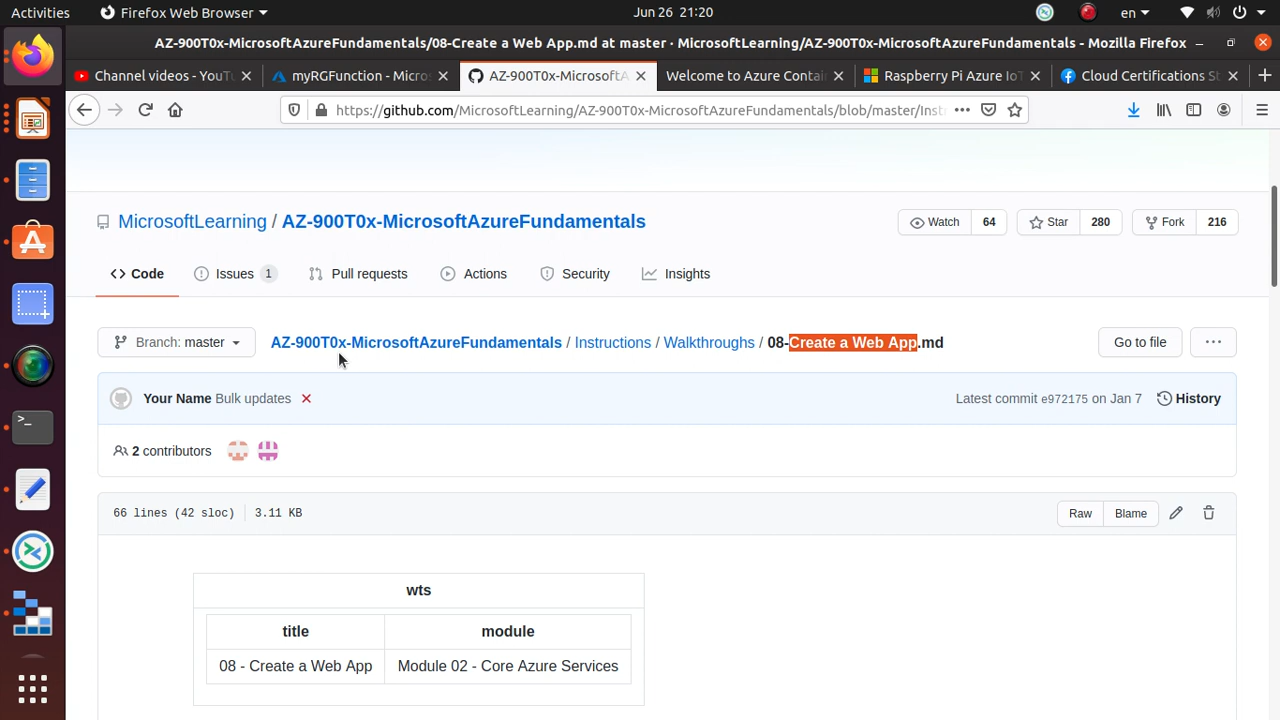 Activities Firefox Web Browser Jun 26 21:20 en
AZ-900T0x-MicrosoftAzureFundamentals/08-Create a Web App.md at master · MicrosoftLearning/AZ-900T0x-MicrosoftAzureFundamentals - Mozilla Firefox
Channel videos - YouTu myRGFunction - Micros AZ-900T0x-MicrosoftA Welcome to Azure Contain Raspberry Pi Azure IoT Cloud Certifications St
https://github.com/MicrosoftLearning/AZ-900T0x-MicrosoftAzureFundamentals/blob/master/Inst
MicrosoftLearning / AZ-900T0x-MicrosoftAzureFundamentals Watch 64 Star 280 Fork 216
Code Issues 1 Pull requests Actions Security Insights
Branch: master AZ-900T0x-MicrosoftAzureFundamentals / Instructions / Walkthroughs / 08-Create a Web App.md Go to file
Your Name Bulk updates Latest commit e972175 on Jan 7 History
2 contributors
66 lines (42 sloc) 3.11 KB Raw Blame
wts
title module
08 - Create a Web App Module 02 - Core Azure Services